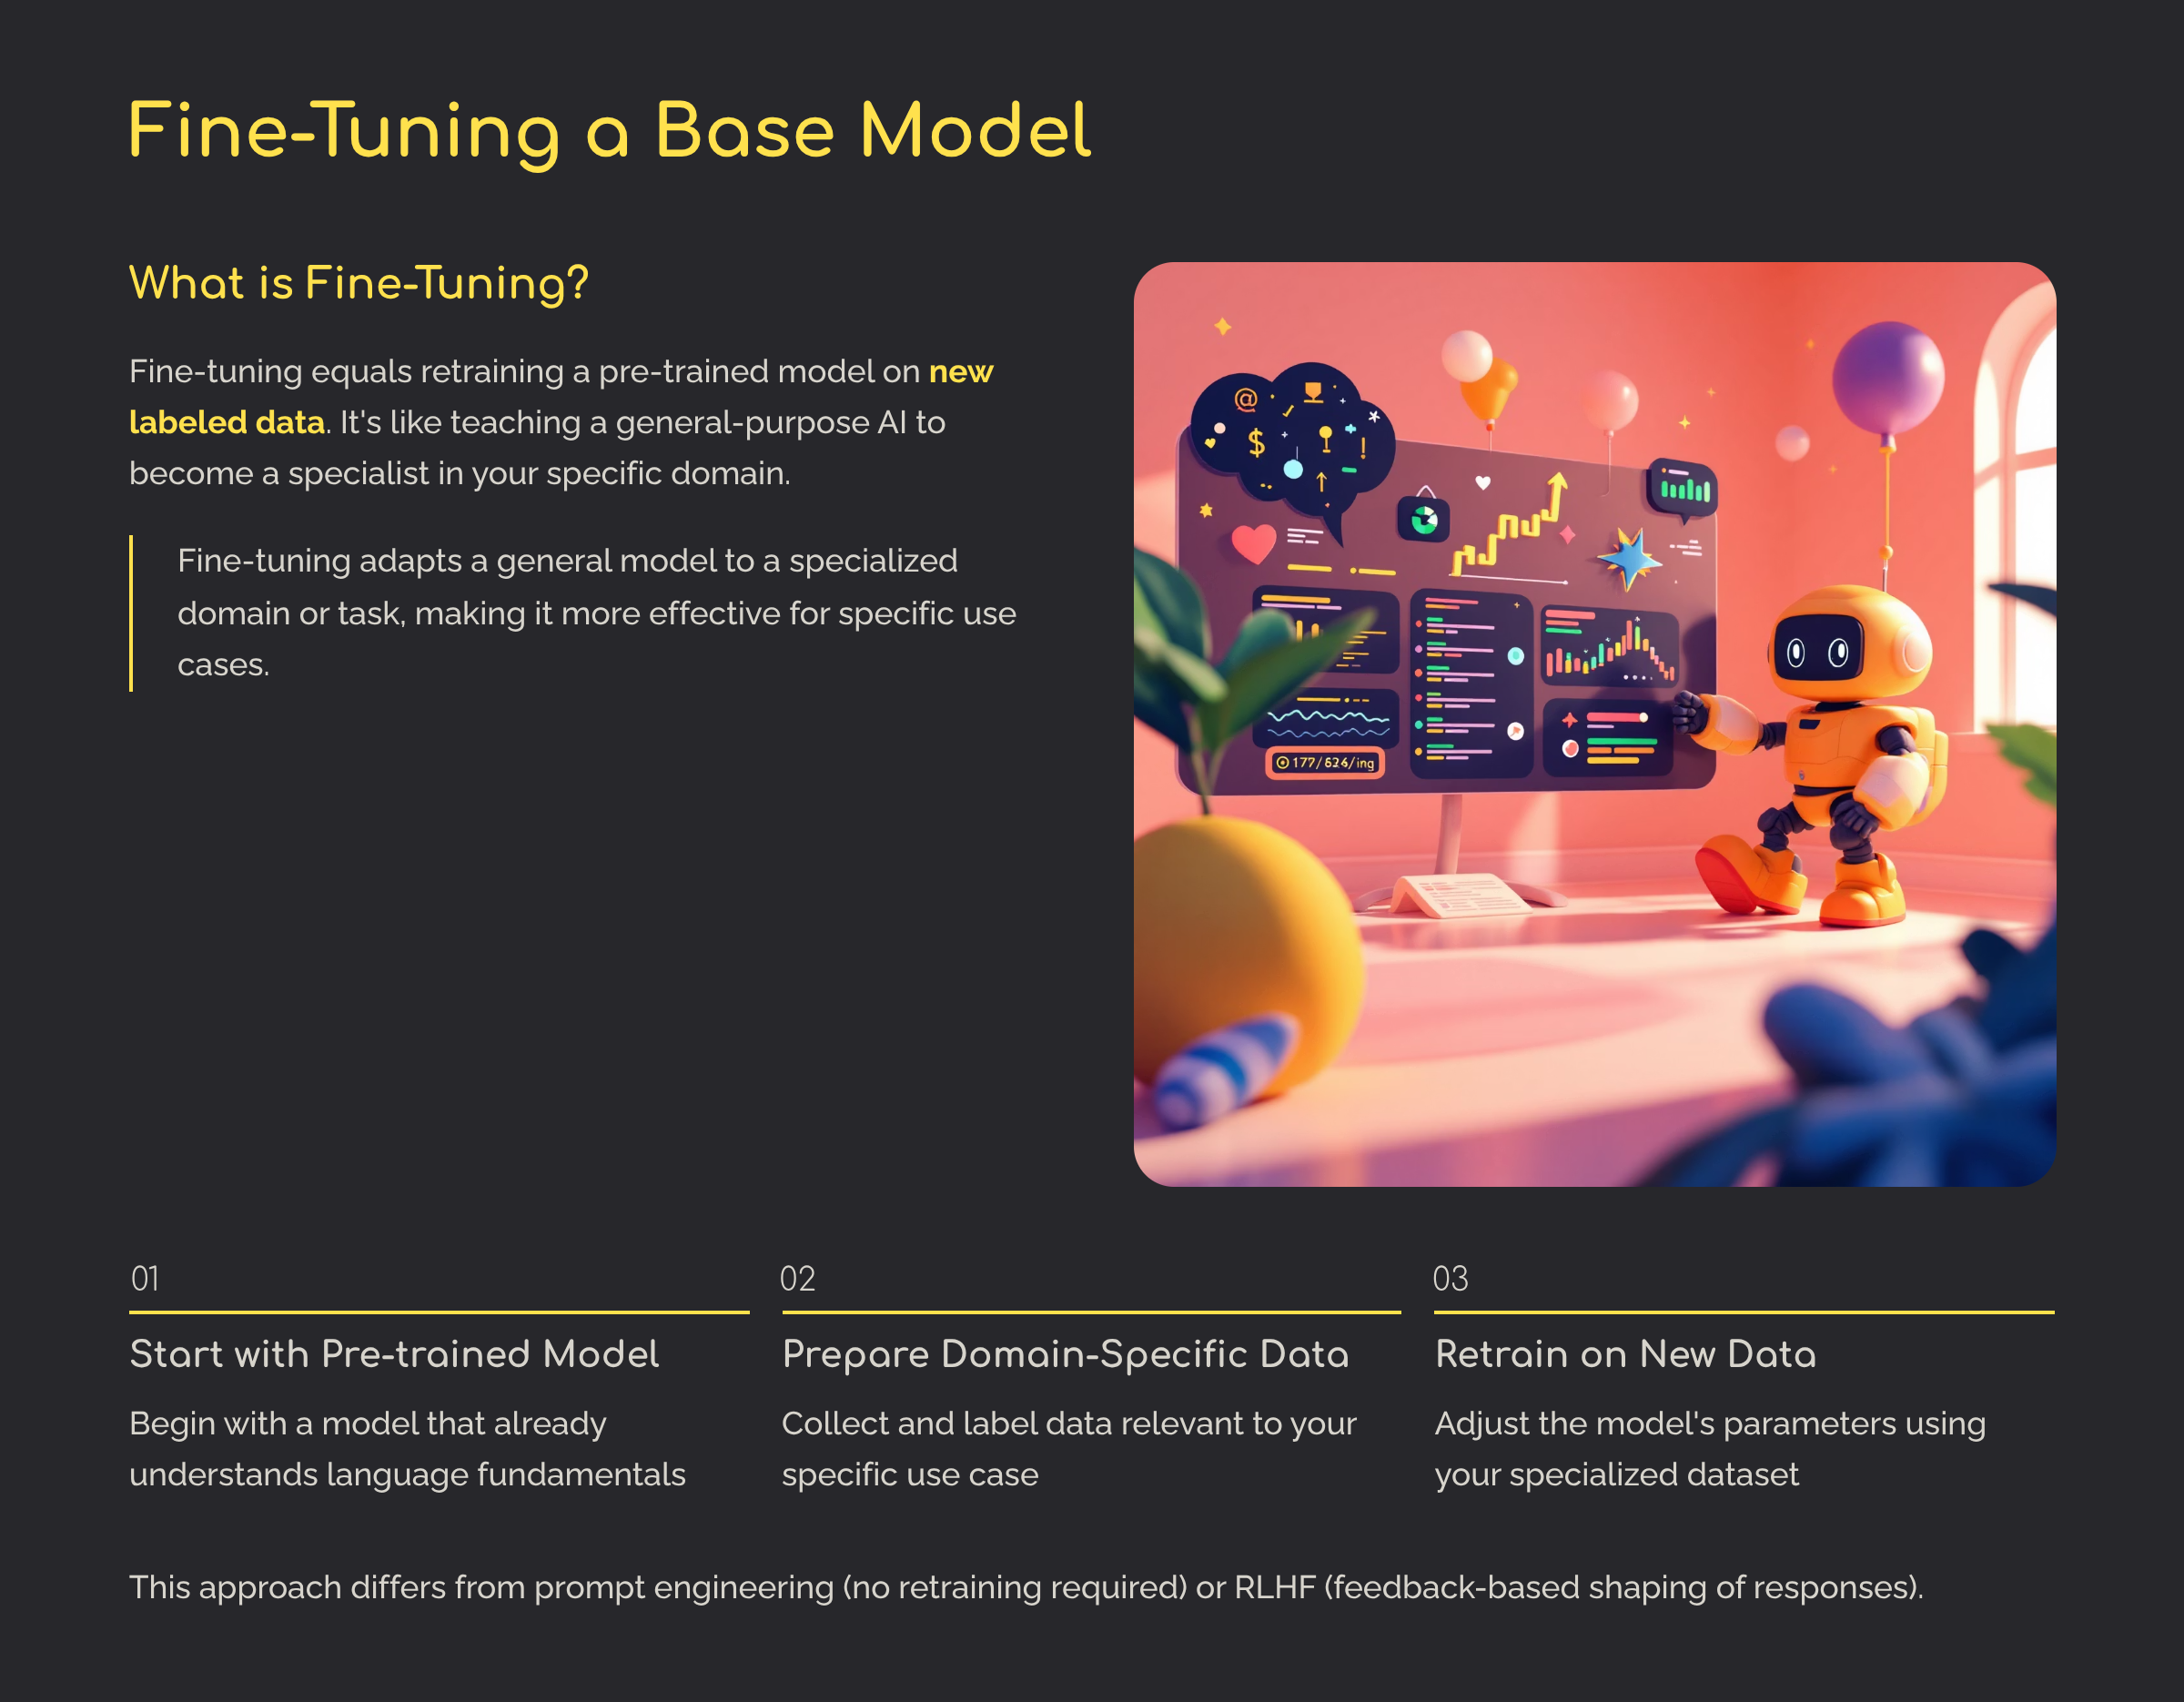 Fine-Tuning a Base Model
What is Fine-Tuning?
Fine-tuning equals retraining a pre-trained model on new
labeled data. It's like teaching a general-purpose AI to
become a specialist in your specific domain.
Fine-tuning adapts a general model to a specialized
domain or task, making it more effective for specific use
cases.
@
$
!
177/624/ing
01
Start with Pre-trained Model
Begin with a model that already
understands language fundamentals
02
Prepare Domain-Specific Data
Collect and label data relevant to your
specific use case
03
Retrain on New Data
Adjust the model's parameters using
your specialized dataset
This approach differs from prompt engineering (no retraining required) or RLHF (feedback-based shaping of responses).